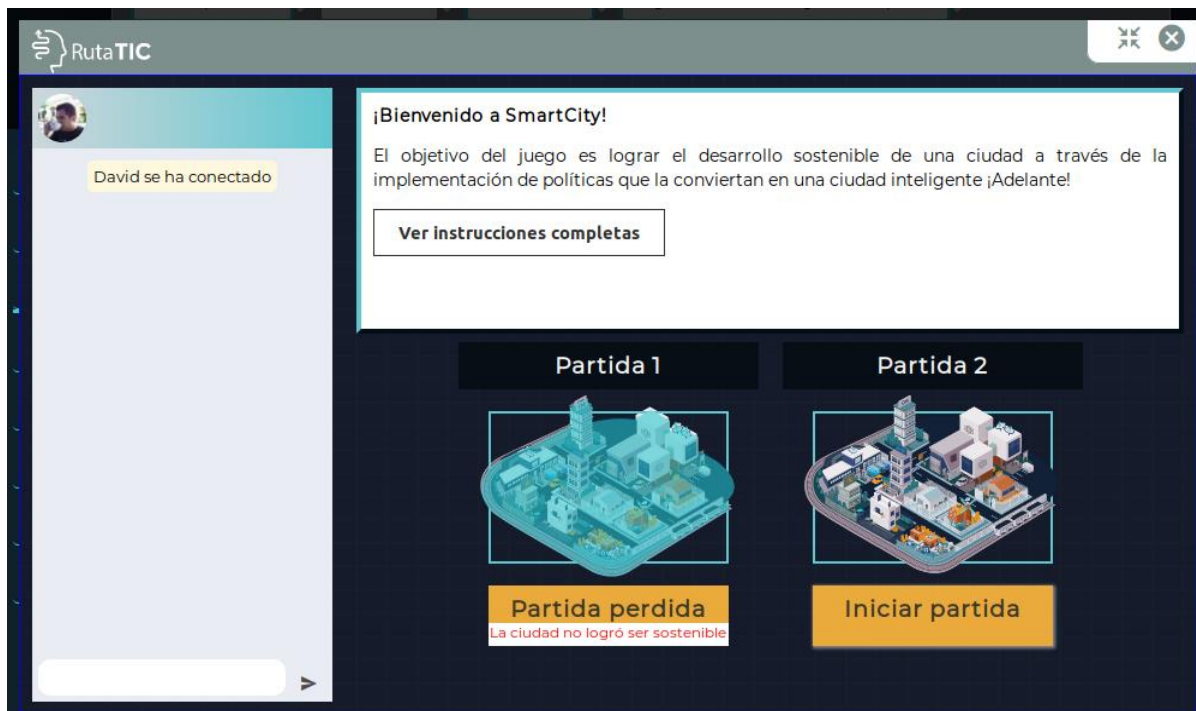 RutaTIC
David se ha conectado
¡Bienvenido a SmartCity!
El objetivo del juego es lograr el desarrollo sostenible de una ciudad a través de la
implementación de políticas que la conviertan en una ciudad inteligente ¡Adelante!
Ver instrucciones completas
Partida 1
Partida 2
Partida perdida
La ciudad no logró ser sostenible
Iniciar partida